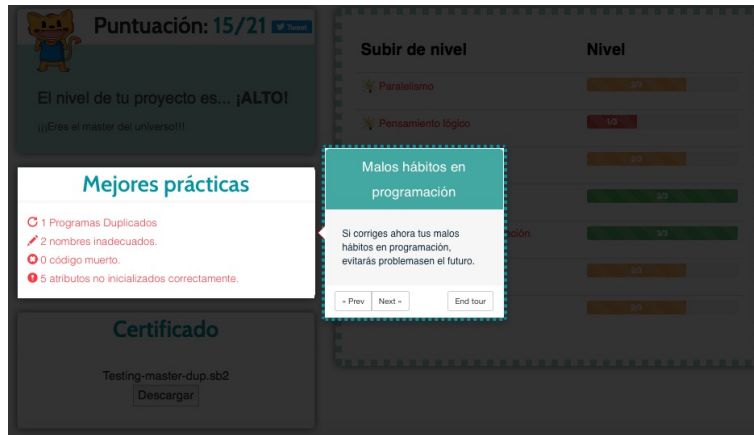 Puntuación: 15/21 Tweet
El nivel de tu proyecto es... ¡ALTO!
¡¡¡Eres el master del universo!!!
Mejores prácticas
1 Programas Duplicados
2 nombres inadecuados.
0 código muerto.
5 atributos no inicializados correctamente.
Certificado
Testing-master-dup.sb2
Descargar
Malos hábitos en
programación
Si corriges ahora tus malos
hábitos en programación,
evitarás problemasen el futuro.
« Prev Next » End tour
Subir de nivel Nivel
Paralelismo 2/3
Pensamiento lógico 1/3
2/3
3/3
3/3
2/3
2/3